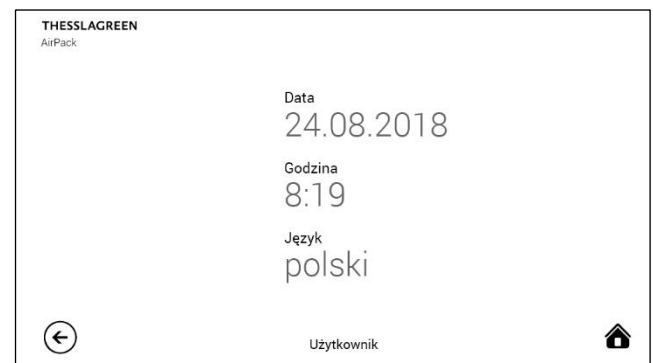 THESSLAGREEN
AirPack
Data
24.08.2018
Godzina
8:19
Język
polski
Użytkownik